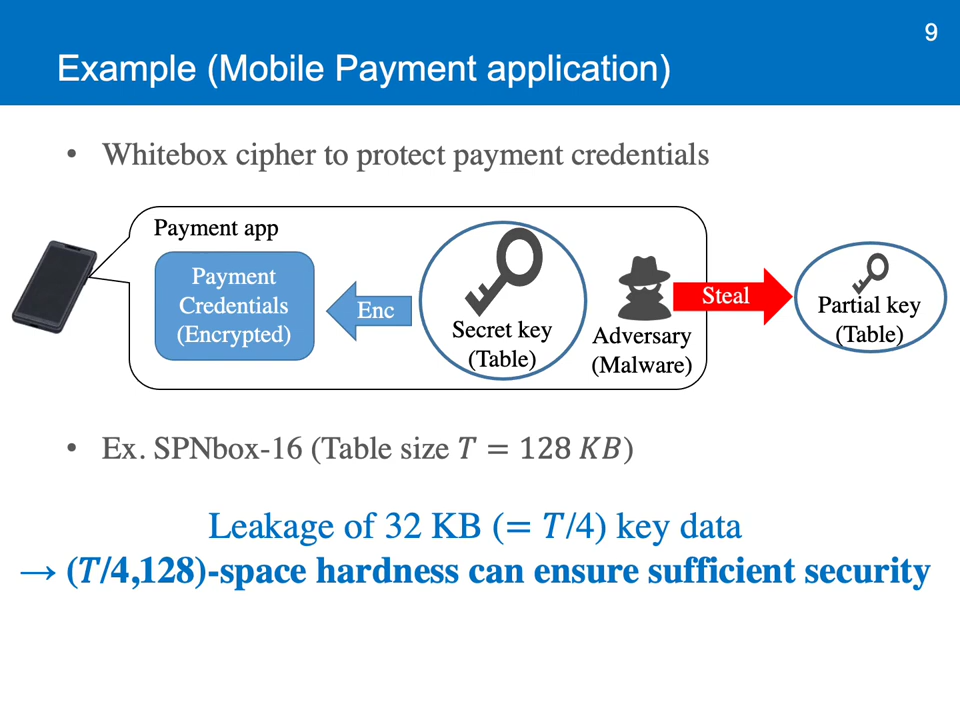 9
Example (Mobile Payment application)
• Whitebox cipher to protect payment credentials
Payment app
Payment
Credentials
(Encrypted)
Enc
Secret key
(Table)
Adversary
(Malware)
Steal
Partial key
(Table)
• Ex. SPNbox-16 (Table size T = 128 KB)
Leakage of 32 KB (= T/4) key data
→ (T/4,128)-space hardness can ensure sufficient security